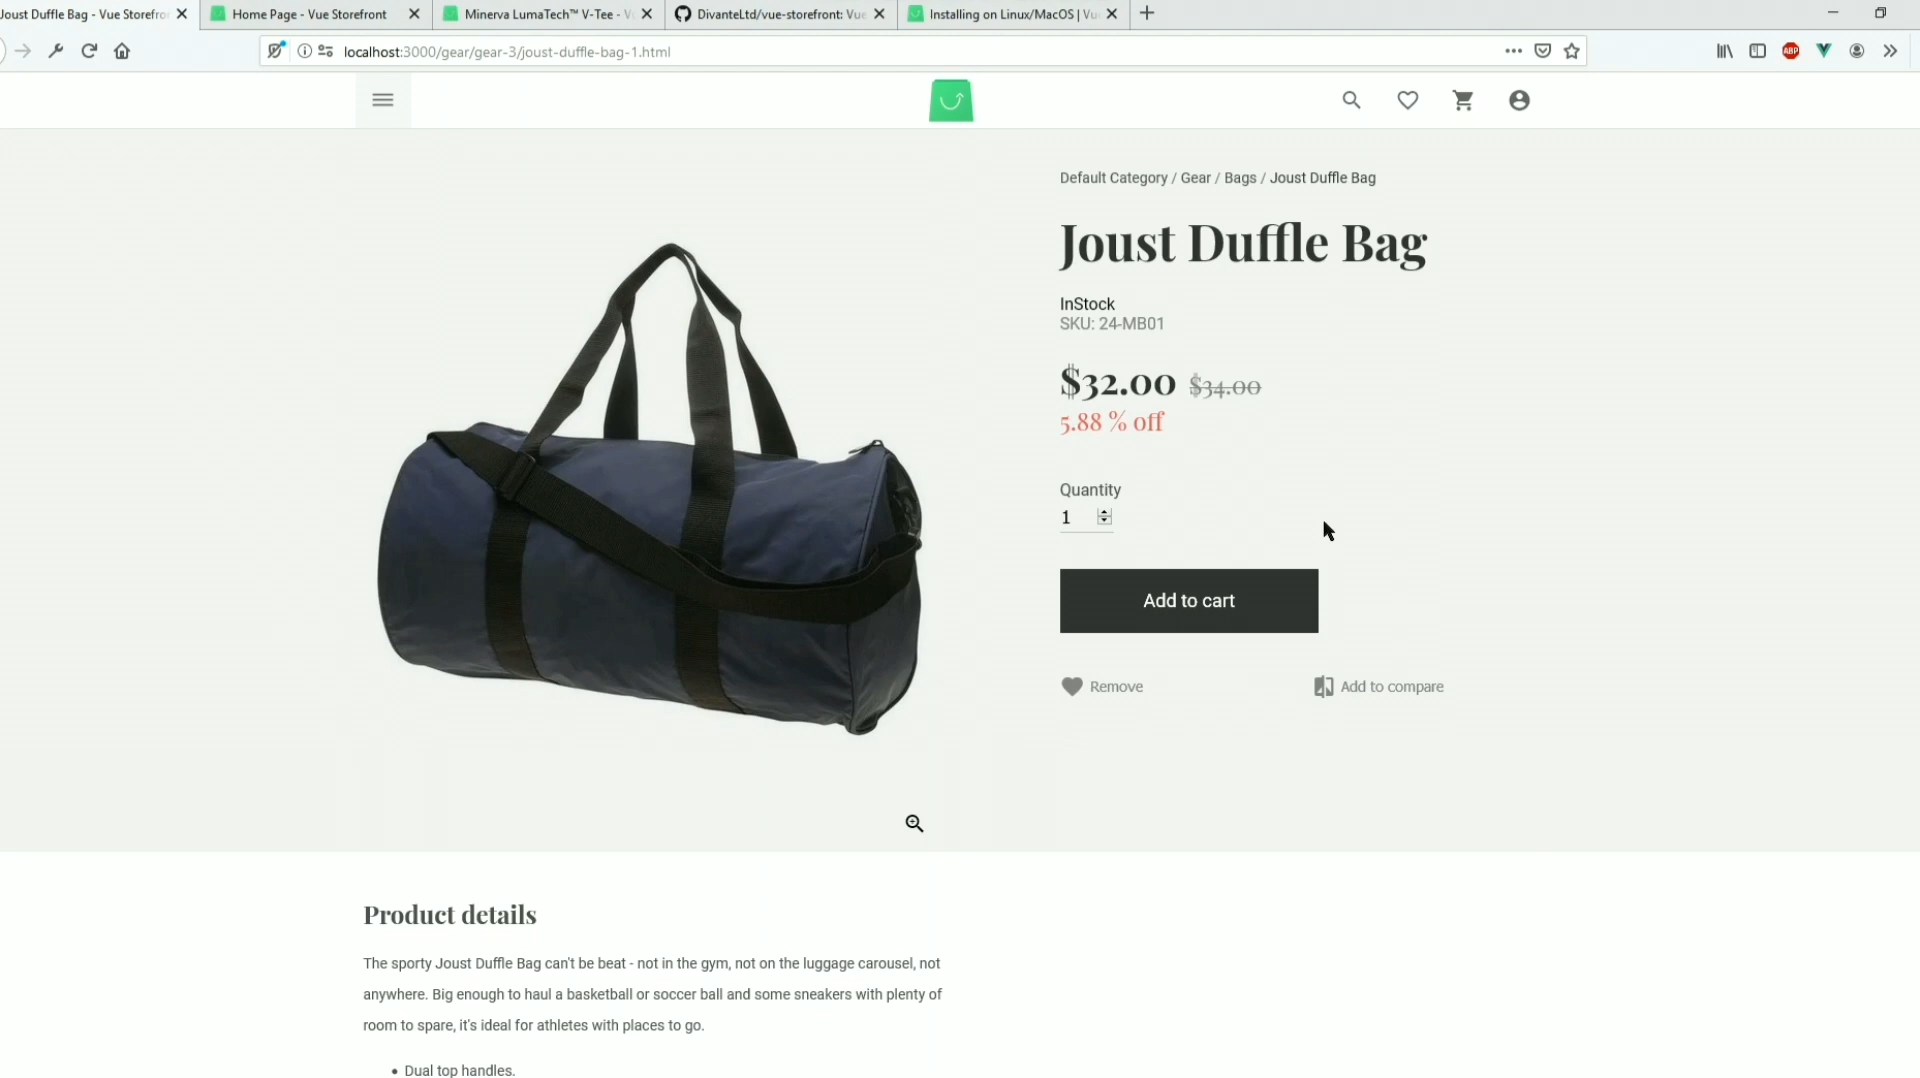 Joust Duffle Bag - Vue Storefro
Home Page - Vue Storefront
Minerva LumaTech™ V-Tee - V
DivanteLtd/vue-storefront: Vue
Installing on Linux/MacOS | Vu
localhost:3000/gear/gear-3/joust-duffle-bag-1.html
ABP
Default Category / Gear / Bags / Joust Duffle Bag
Joust Duffle Bag
InStock
SKU: 24-MB01
$32.00 $34.00
5.88 % off
Quantity
1
Add to cart
Remove
Add to compare
Product details
The sporty Joust Duffle Bag can't be beat - not in the gym, not on the luggage carousel, not
anywhere. Big enough to haul a basketball or soccer ball and some sneakers with plenty of
room to spare, it's ideal for athletes with places to go.
• Dual top handles.